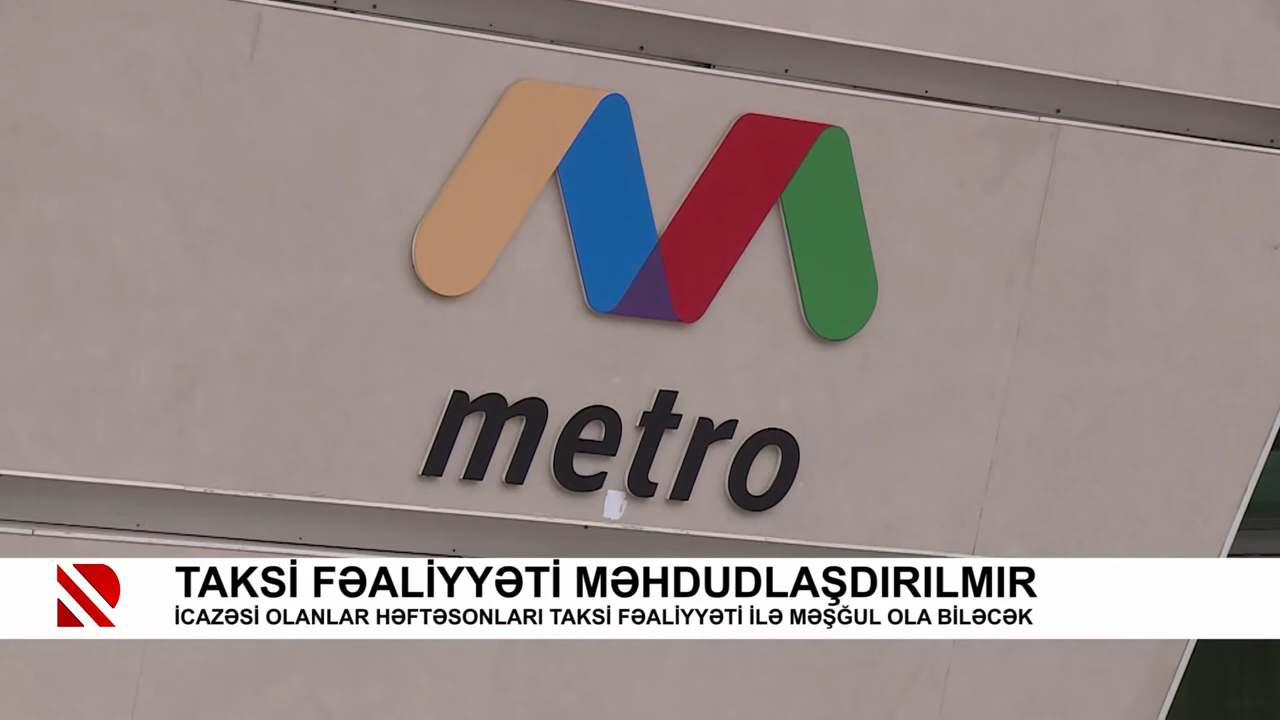 metro
TAKSİ FƏALİYYƏTİ MƏHDUDLAŞDIRILMIR
İCAZƏSİ OLANLAR HƏFTƏSONLARI TAKSİ FƏALİYYƏTİ İLƏ MƏŞĞUL OLA BİLƏCƏK